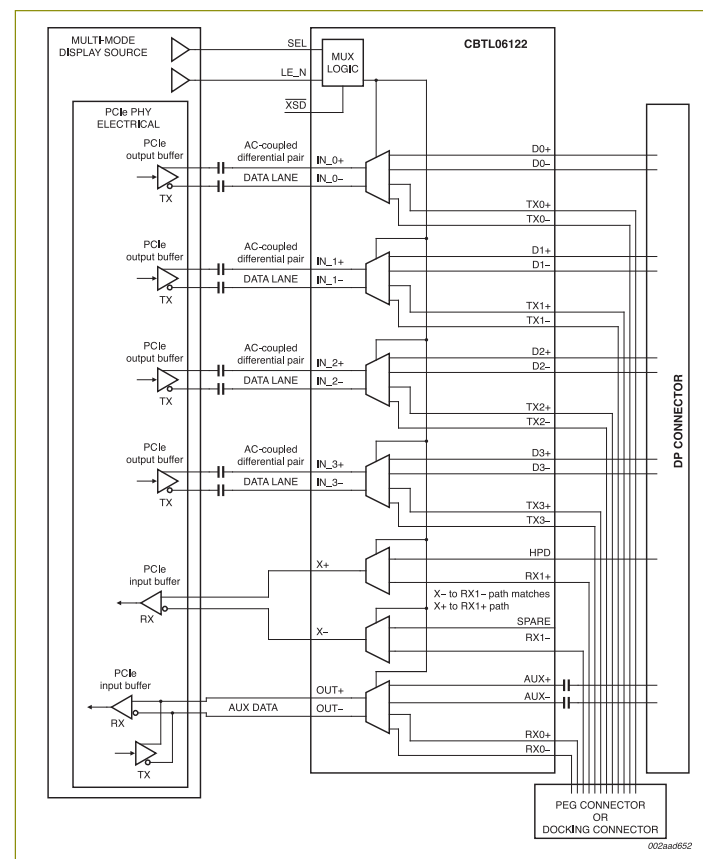 MULTI-MODE
DISPLAY SOURCE
SEL
LE_N
XSD
MUX
LOGIC
CBTL06122
PCIe PHY
ELECTRICAL
PCIe
output buffer
TX
AC-coupled
differential pair
DATA LANE
IN_0+
IN_0–
D0+
D0–
TX0+
TX0–
PCIe
output buffer
TX
AC-coupled
differential pair
DATA LANE
IN_1+
IN_1–
D1+
D1–
TX1+
TX1–
PCIe
output buffer
TX
AC-coupled
differential pair
DATA LANE
IN_2+
IN_2–
D2+
D2–
TX2+
TX2–
PCIe
output buffer
TX
AC-coupled
differential pair
DATA LANE
IN_3+
IN_3–
D3+
D3–
TX3+
TX3–
PCIe
input buffer
RX
X+
X–
HPD
RX1+
X– to RX1– path matches
X+ to RX1+ path
SPARE
RX1–
PCIe
input buffer
RX
TX
AUX DATA
OUT+
OUT–
AUX+
AUX–
RX0+
RX0–
DP CONNECTOR
PEG CONNECTOR
OR
DOCKING CONNECTOR
002aad652